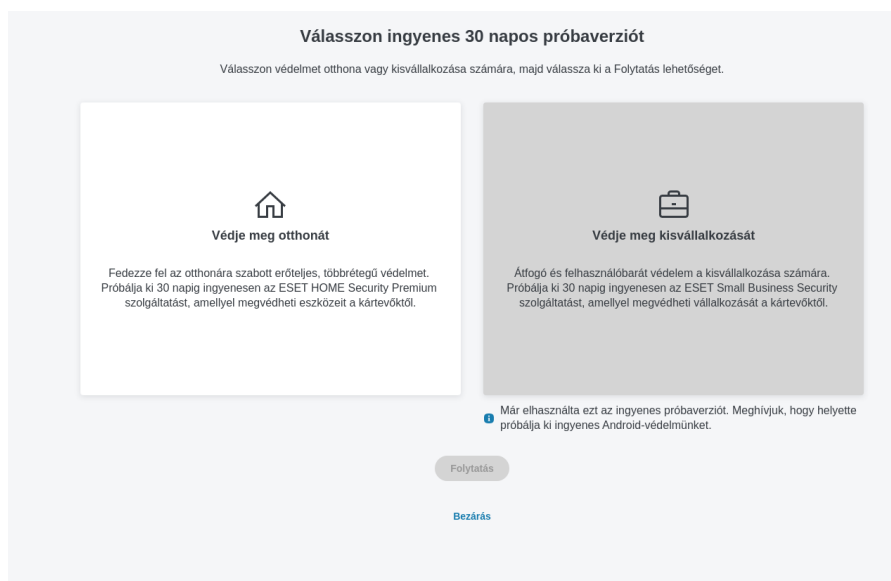 Válasszon ingyenes 30 napos próbaverziót
Válasszon védelmet otthona vagy kisvállalkozása számára, majd válassza ki a Folytatás lehetőséget.
Védje meg otthonát
Fedezze fel az otthonára szabott erőteljes, többrétegű védelmet.
Próbálja ki 30 napig ingyenesen az ESET HOME Security Premium
szolgáltatást, amellyel megvédheti eszközeit a kártevőktől.
Védje meg kisvállalkozását
Átfogó és felhasználóbarát védelem a kisvállalkozása számára.
Próbálja ki 30 napig ingyenesen az ESET Small Business Security
szolgáltatást, amellyel megvédheti vállalkozását a kártevőktől.
Már elhasználta ezt az ingyenes próbaverziót. Meghívjuk, hogy helyette
próbálja ki ingyenes Android-védelmünket.
Folytatás
Bezárás